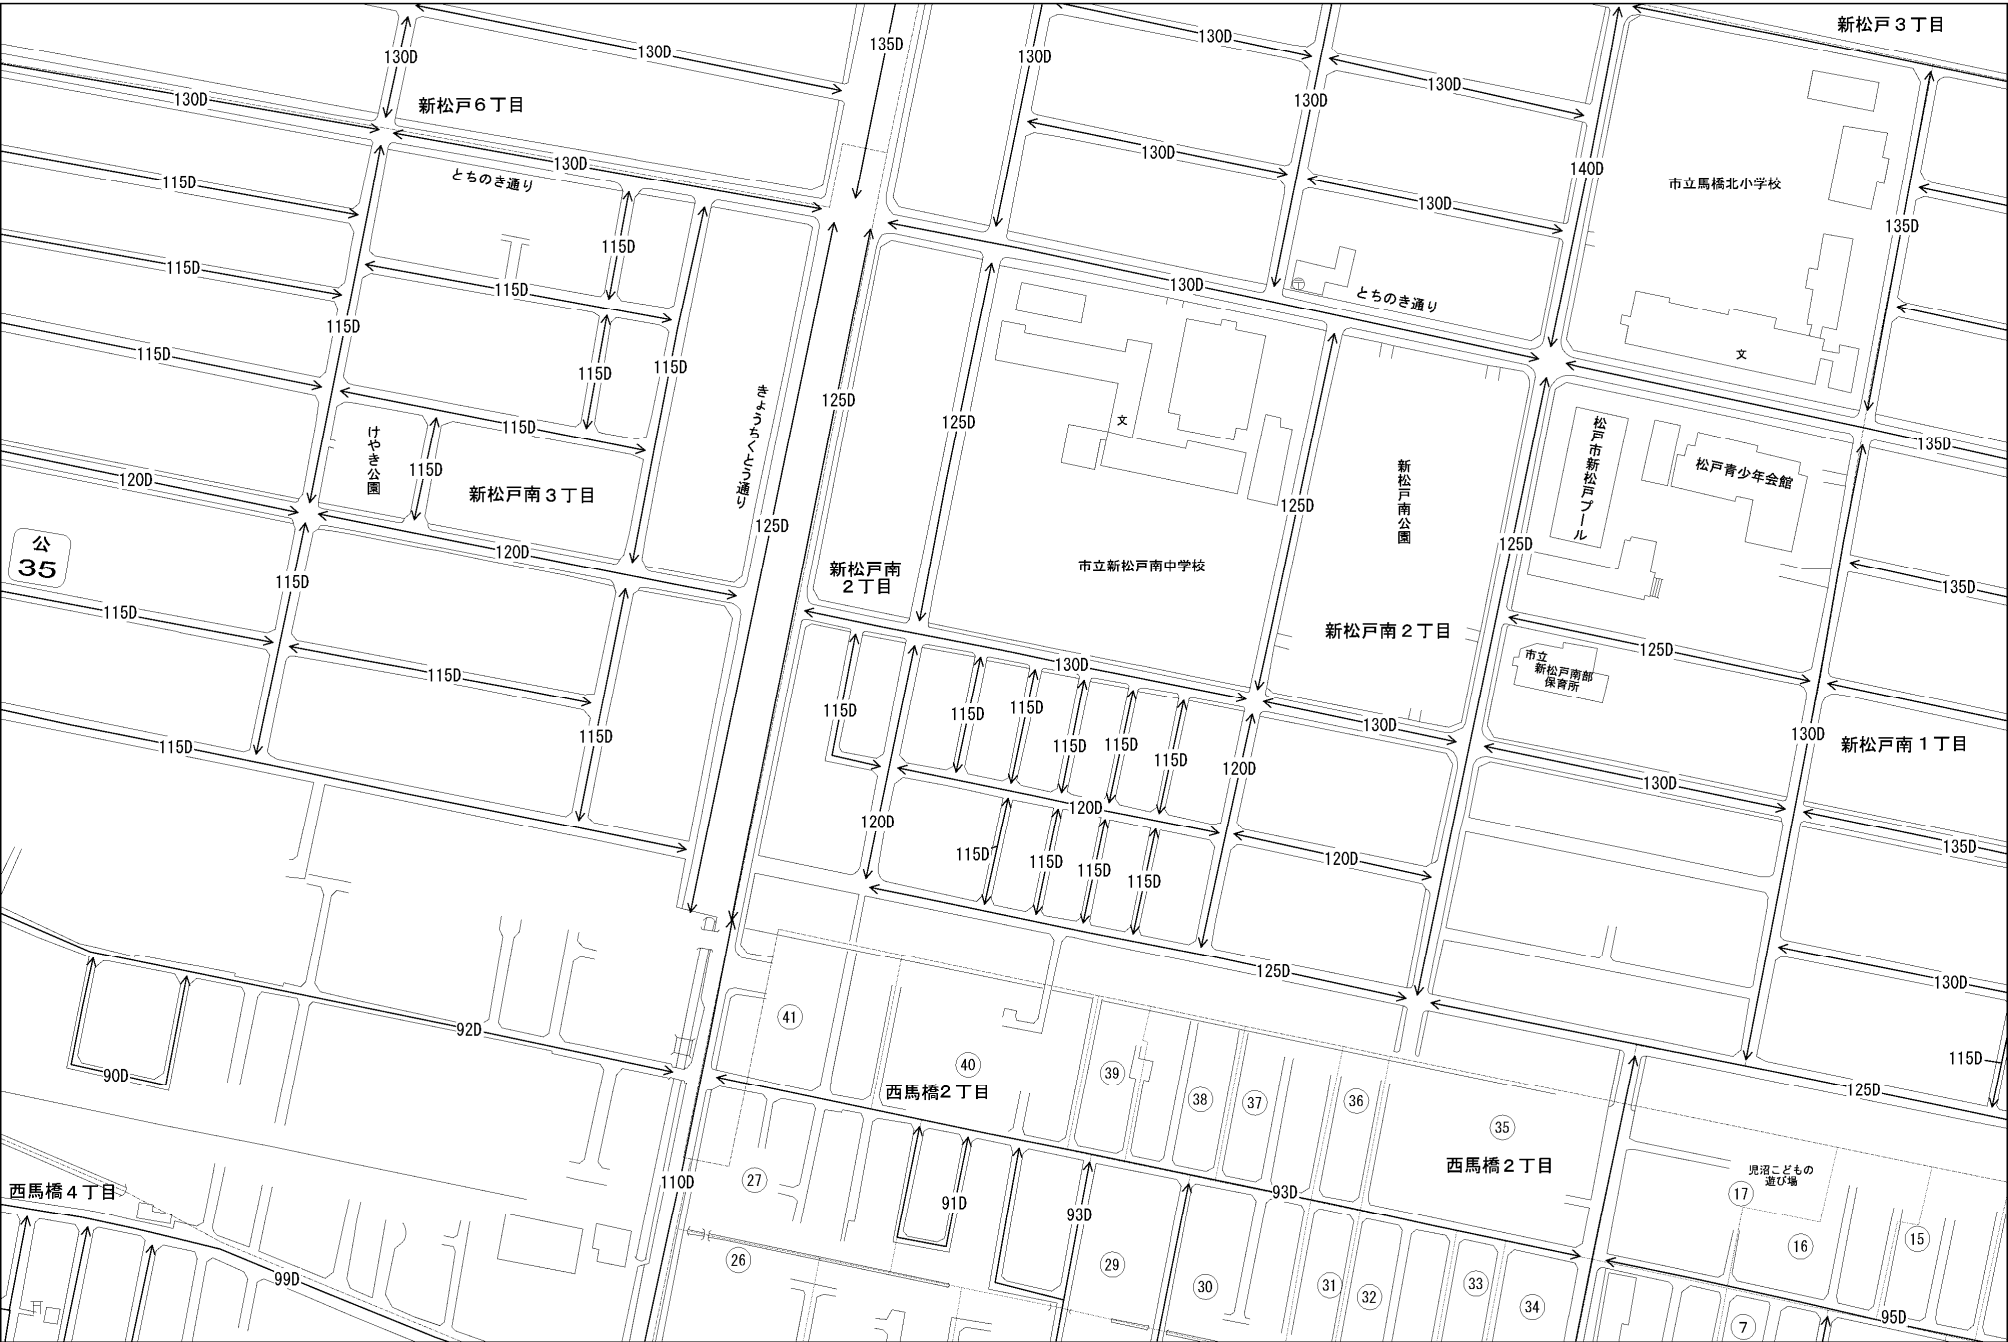 新松戸３丁目
135D
130D
130D
130D
130D
130D
130D
130D
新松戸６丁目
130D
140D
130D
130D
とちのき通り
115D
市立馬橋北小学校
130D
135D
115D
115D
115D
130D
とちのき通り
115D
115D
文
115D
115D
115D
125D
きょうちくとう通り
125D
文
115D
けやき公園
115D
新松戸南３丁目
135D
松戸市新松戸プール
松戸青少年会館
120D
新松戸南公園
125D
125D
公
35
120D
125D
115D
新松戸南
２丁目
市立新松戸南中学校
135D
115D
新松戸南２丁目
125D
130D
市立
新松戸南部
保育所
115D
115D
115D
115D
130D
130D
新松戸南１丁目
115D
115D
115D
115D
115D
120D
130D
120D
120D
135D
115D
115D
115D
115D
120D
125D
130D
41
92D
40
39
38
37
36
35
115D
90D
西馬橋２丁目
125D
西馬橋２丁目
児沼こどもの
遊び場
西馬橋４丁目
110D
27
91D
93D
93D
17
16
15
26
29
30
31
32
33
34
99D
95D
7